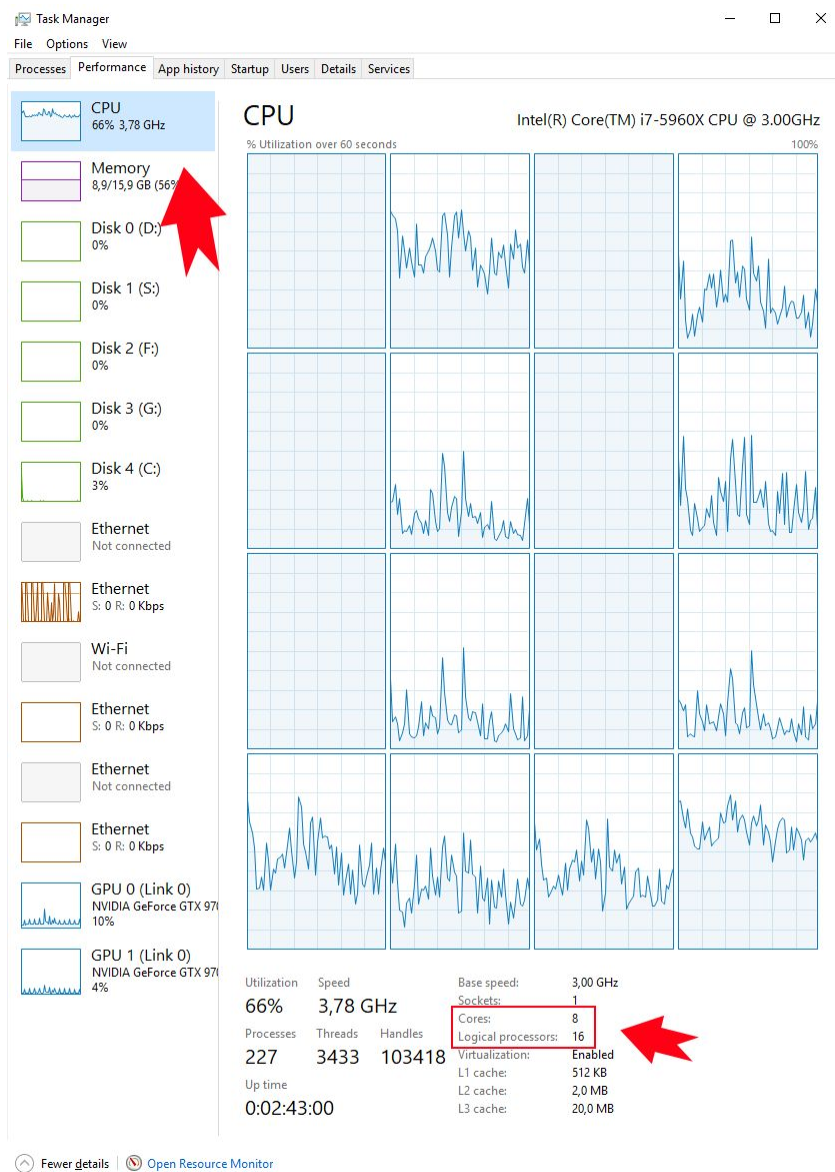 Task Manager
File Options View
Processes Performance App history Startup Users Details Services
CPU
66% 3,78 GHz
Memory
8,9/15,9 GB (56%
Disk 0 (D:)
0%
Disk 1 (S:)
0%
Disk 2 (F:)
0%
Disk 3 (G:)
0%
Disk 4 (C:)
3%
Ethernet
Not connected
Ethernet
S: 0 R: 0 Kbps
Wi-Fi
Not connected
Ethernet
S: 0 R: 0 Kbps
Ethernet
Not connected
Ethernet
S: 0 R: 0 Kbps
GPU 0 (Link 0)
NVIDIA GeForce GTX 970
10%
GPU 1 (Link 0)
NVIDIA GeForce GTX 970
4%
CPU Intel(R) Core(TM) i7-5960X CPU @ 3.00GHz
% Utilization over 60 seconds 100%
Utilization Speed
66% 3,78 GHz
Processes Threads Handles
227 3433 103418
Up time
0:02:43:00
Base speed: 3,00 GHz
Sockets: 1
Cores: 8
Logical processors: 16
Virtualization: Enabled
L1 cache: 512 KB
L2 cache: 2,0 MB
L3 cache: 20,0 MB
Fewer details Open Resource Monitor